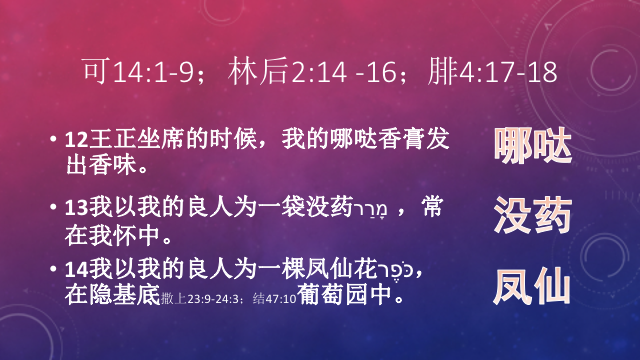 可14:1-9；林后2:14 -16；腓4:17-18
• 12王正坐席的时候，我的哪哒香膏发
出香味。
哪哒
• 13我以我的良人为一袋没药מָרַר ，常
在我怀中。
没药
• 14我以我的良人为一棵凤仙花כֹּפֶר，
在隐基底撒上23:9-24:3；结47:10葡萄园中。
凤仙